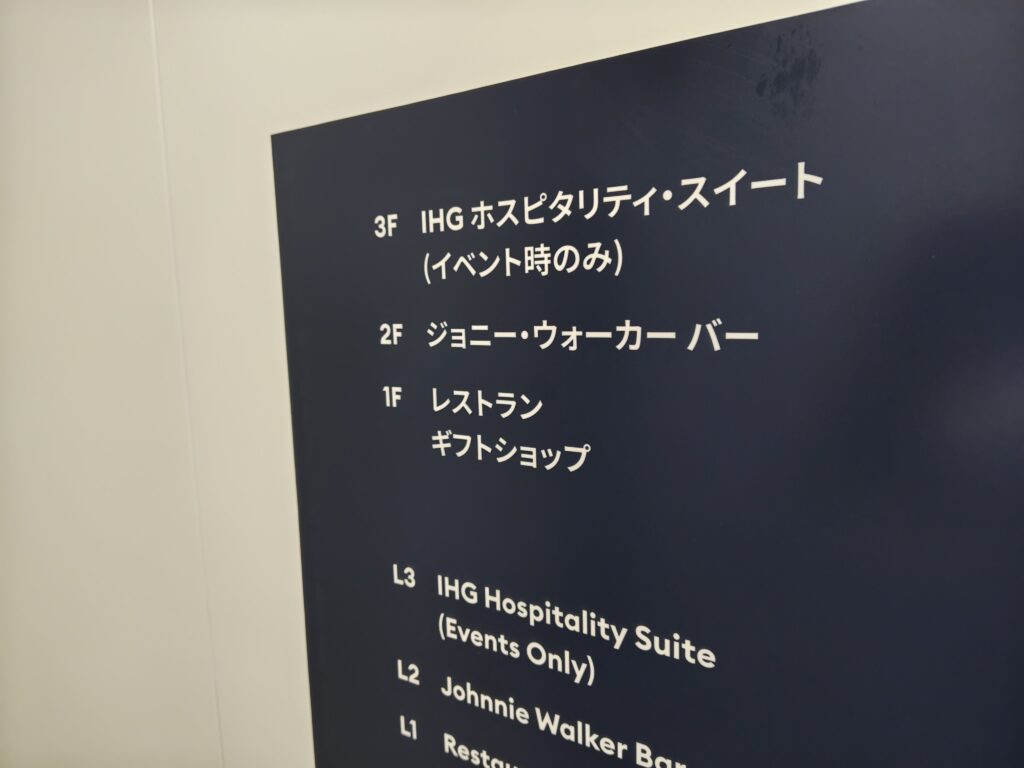 3F IHG ホスピタリティ・スイート
(イベント時のみ)
2F ジョニー・ウォーカー バー
1F レストラン
ギフトショップ
L3 IHG Hospitality Suite
(Events Only)
L2 Johnnie Walker Bar
L1